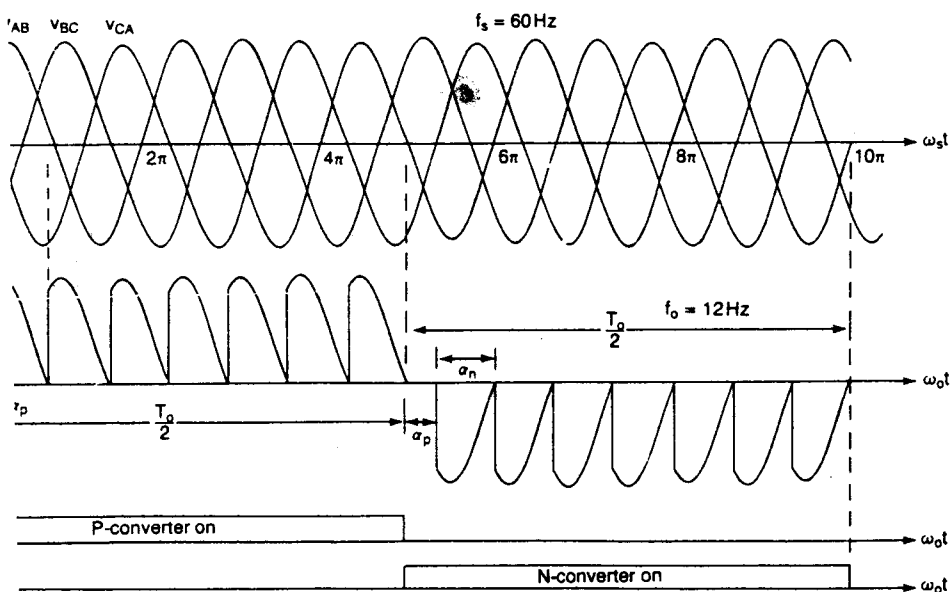 v_BC v_CA f_s = 60 Hz
2π 4π 6π 8π 10π ω_s t
f_o = 12 Hz
T_o/2
α_n
ω_o t
T_o/2
α_p
P-converter on
ω_o t
N-converter on
ω_o t